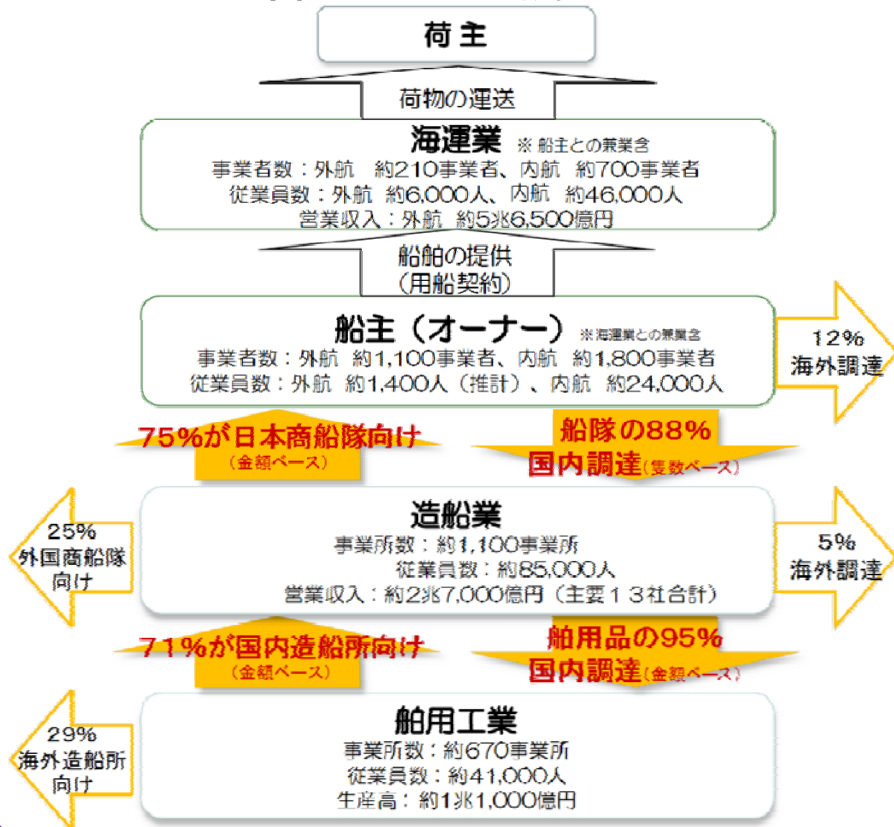 荷主
荷物の運送
海運業 ※ 船主との兼業含
事業者数：外航 約210事業者、内航 約700事業者
従業員数：外航 約6,000人、内航 約46,000人
営業収入：外航 約5兆6,500億円
船舶の提供
（用船契約）
船主（オーナー） ※海運業との兼業含
事業者数：外航 約1,100事業者、内航 約1,800事業者
従業員数：外航 約1,400人（推計）、内航 約24,000人
12%
海外調達
75%が日本商船隊向け
（金額ベース）
船隊の88%
国内調達（隻数ベース）
造船業
事業所数：約1,100事業所
従業員数：約85,000人
営業収入：約2兆7,000億円（主要１３社合計）
25%
外国商船隊
向け
5%
海外調達
71%が国内造船所向け
（金額ベース）
舶用品の95%
国内調達（金額ベース）
舶用工業
事業所数：約670事業所
従業員数：約41,000人
生産高：約1兆1,000億円
29%
海外造船所
向け